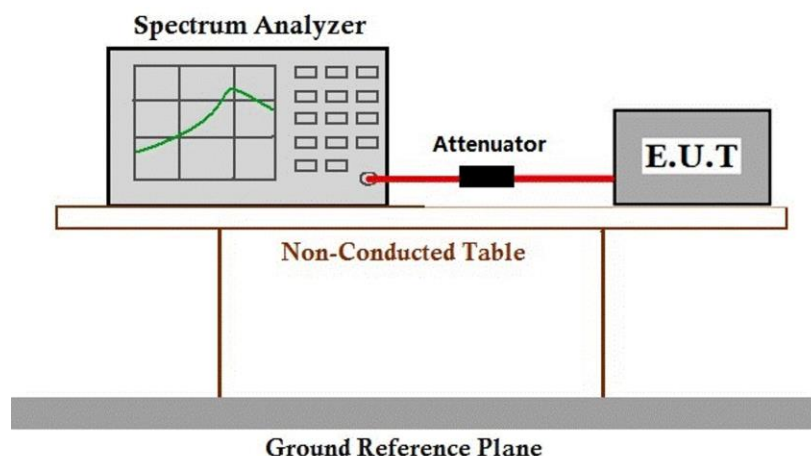 Spectrum Analyzer
Attenuator
E.U.T
Non-Conducted Table
Ground Reference Plane